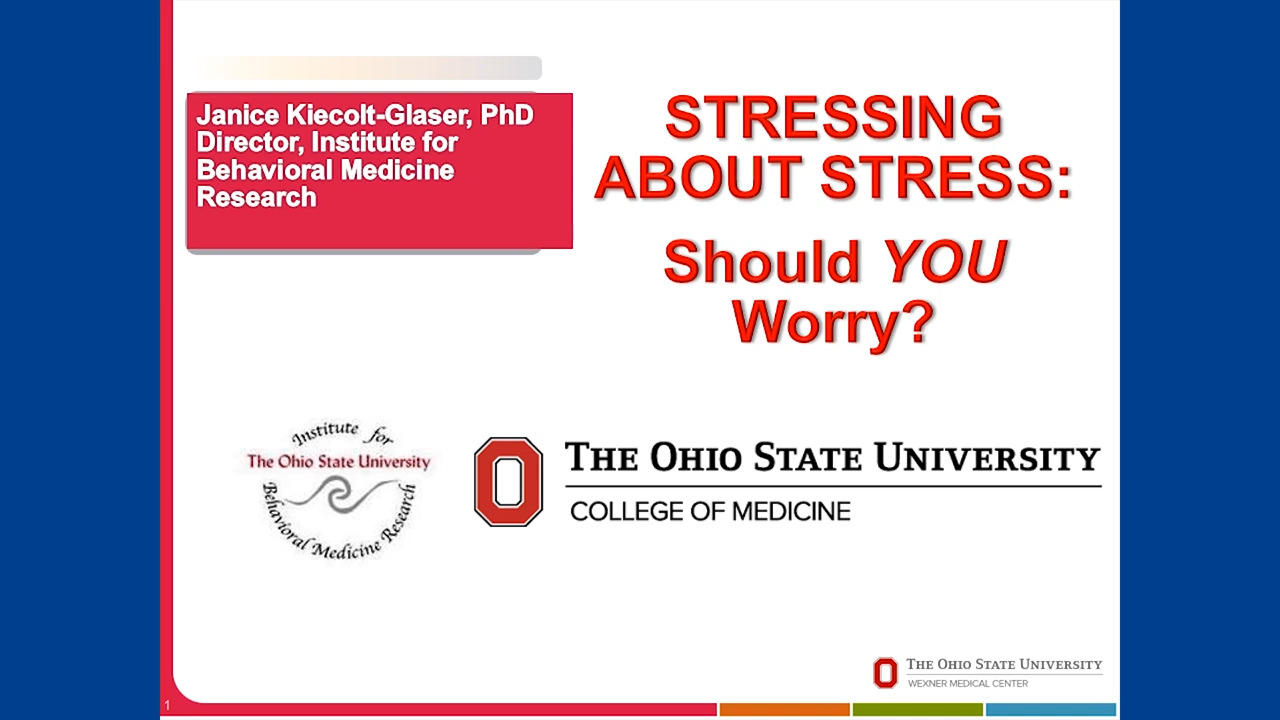 Janice Kiecolt-Glaser, PhD
Director, Institute for
Behavioral Medicine
Research
STRESSING
ABOUT STRESS:
Should YOU
Worry?
Institute for
The Ohio State University
Behavioral Medicine Research
THE OHIO STATE UNIVERSITY
COLLEGE OF MEDICINE
THE OHIO STATE UNIVERSITY
WEXNER MEDICAL CENTER
1